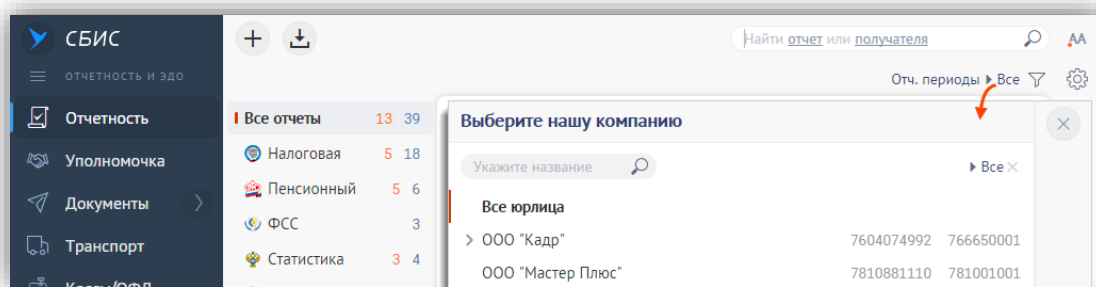 СБИС
Найти отчет или получателя
АА
ОТЧЕТНОСТЬ И ЭДО
Отч. периоды Все
Отчетность
Все отчеты 13 39
Выберите нашу компанию
Уполномочка
Налоговая 5 18
Укажите название
Все
Документы
Пенсионный 5 6
Все юрлица
Транспорт
ФСС 3
ООО "Кадр" 7604074992 766650001
Статистика 3 4
ООО "Мастер Плюс" 7810881110 781001001